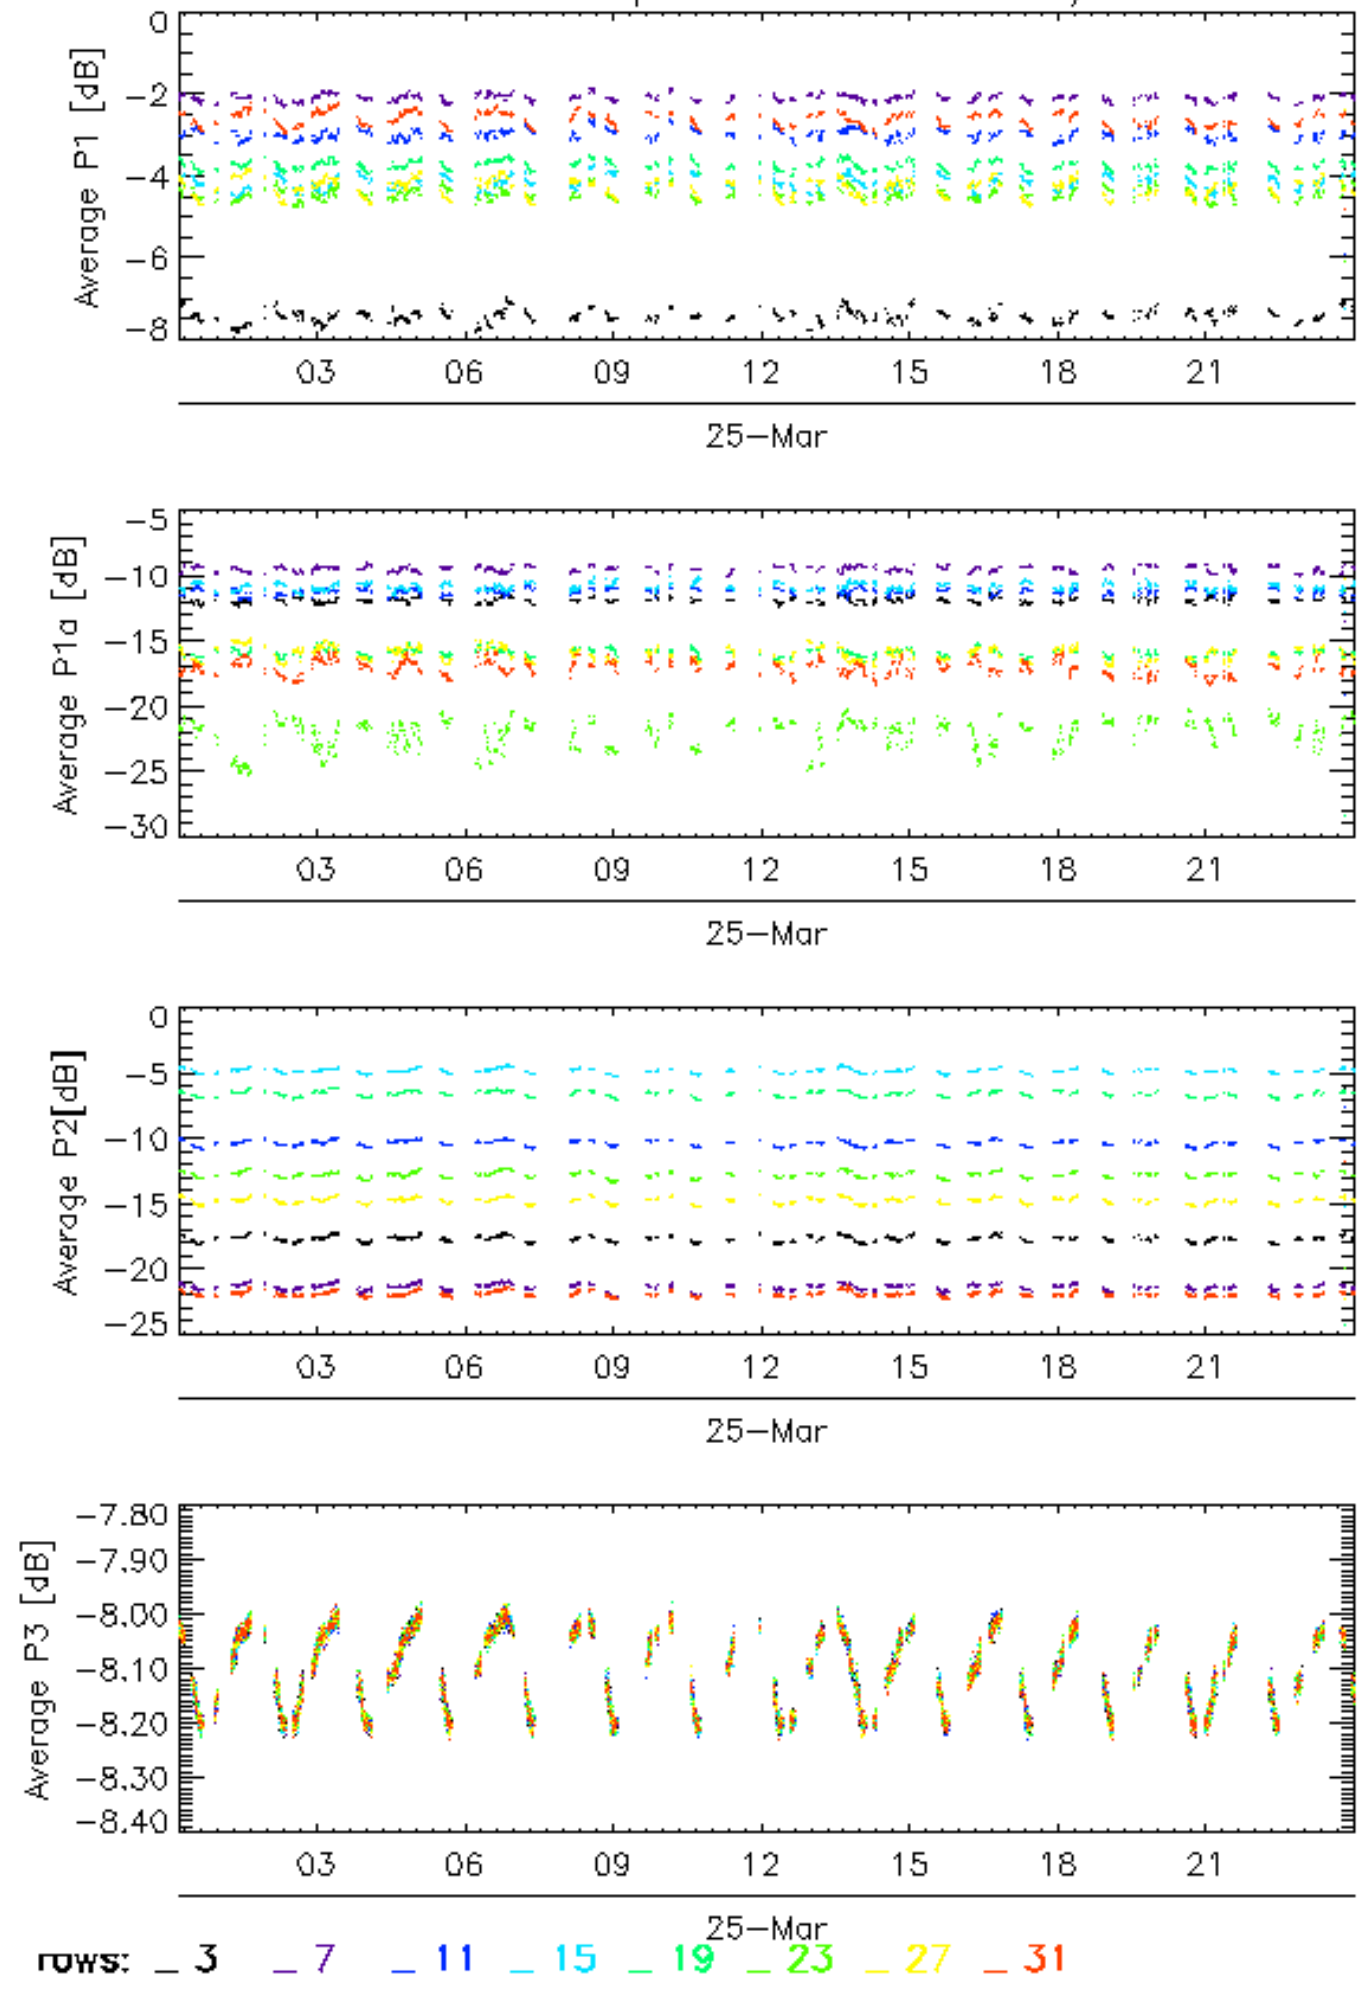 0
-2
-4
-6
-8
Average P1 [dB]
03 06 09 12 15 18 21
25-Mar
-5
-10
-15
-20
-25
-30
Average P1a [dB]
03 06 09 12 15 18 21
25-Mar
0
-5
-10
-15
-20
-25
Average P2[dB]
03 06 09 12 15 18 21
25-Mar
-7.80
-7.90
-8.00
-8.10
-8.20
-8.30
-8.40
Average P3 [dB]
03 06 09 12 15 18 21
25-Mar
rows: _ 3 _ 7 _ 11 _ 15 _ 19 _ 23 _ 27 _ 31